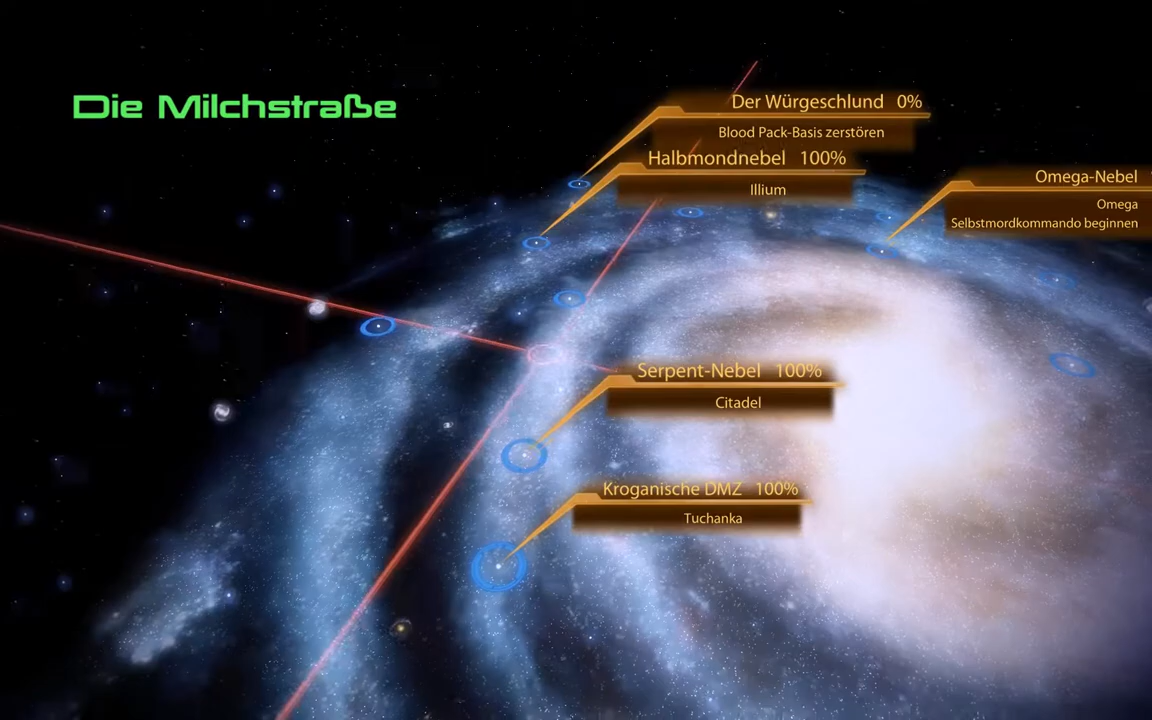 Die Milchstraße
Der Würgeschlund 0%
Blood Pack-Basis zerstören
Halbmondnebel 100%
Illium
Omega-Nebel
Omega
Selbstmordkommando beginnen
Serpent-Nebel 100%
Citadel
Kroganische DMZ 100%
Tuchanka